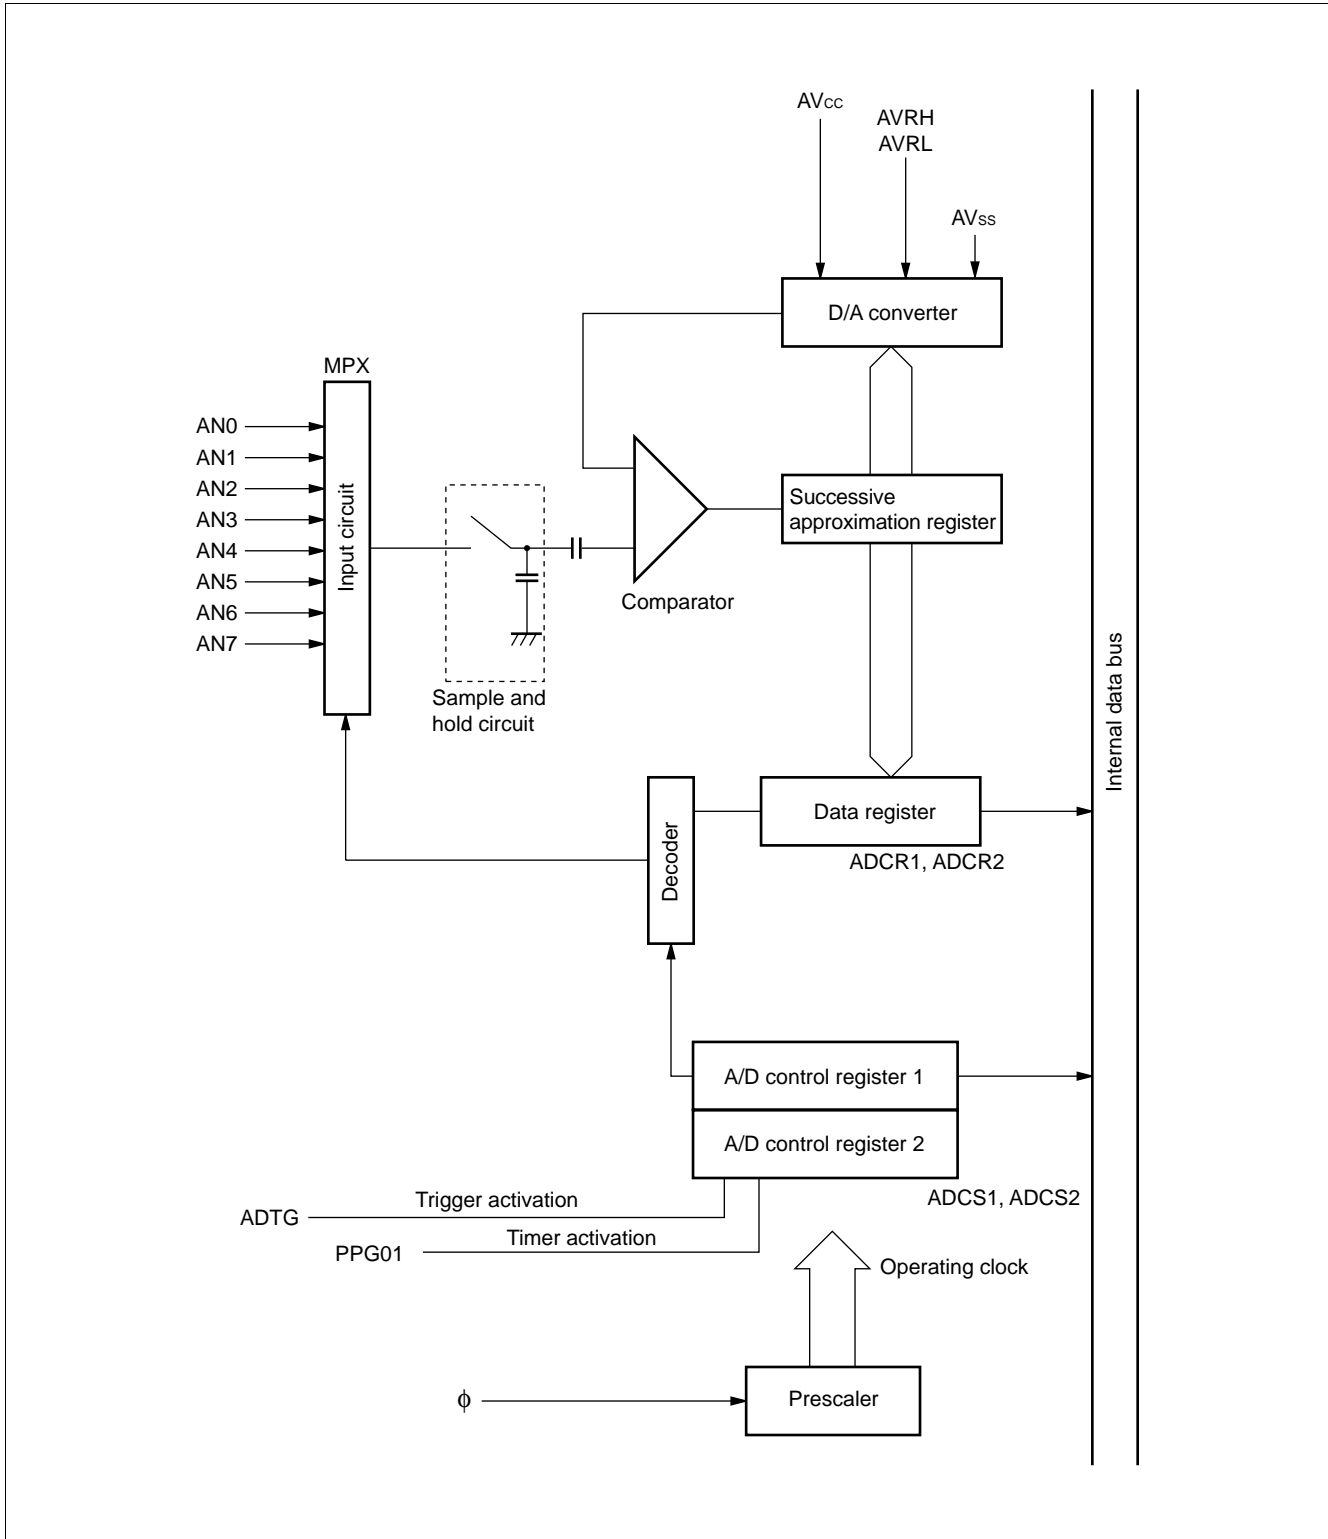 AVCC
AVRH
AVRL
AVSS
D/A converter
MPX
AN0
AN1
AN2
AN3
AN4
AN5
AN6
AN7
Input circuit
Successive
approximation register
Comparator
Sample and
hold circuit
Internal data bus
Data register
ADCR1, ADCR2
Decoder
A/D control register 1
A/D control register 2
ADCS1, ADCS2
Trigger activation
ADTG
Timer activation
PPG01
Operating clock
Prescaler
ϕ